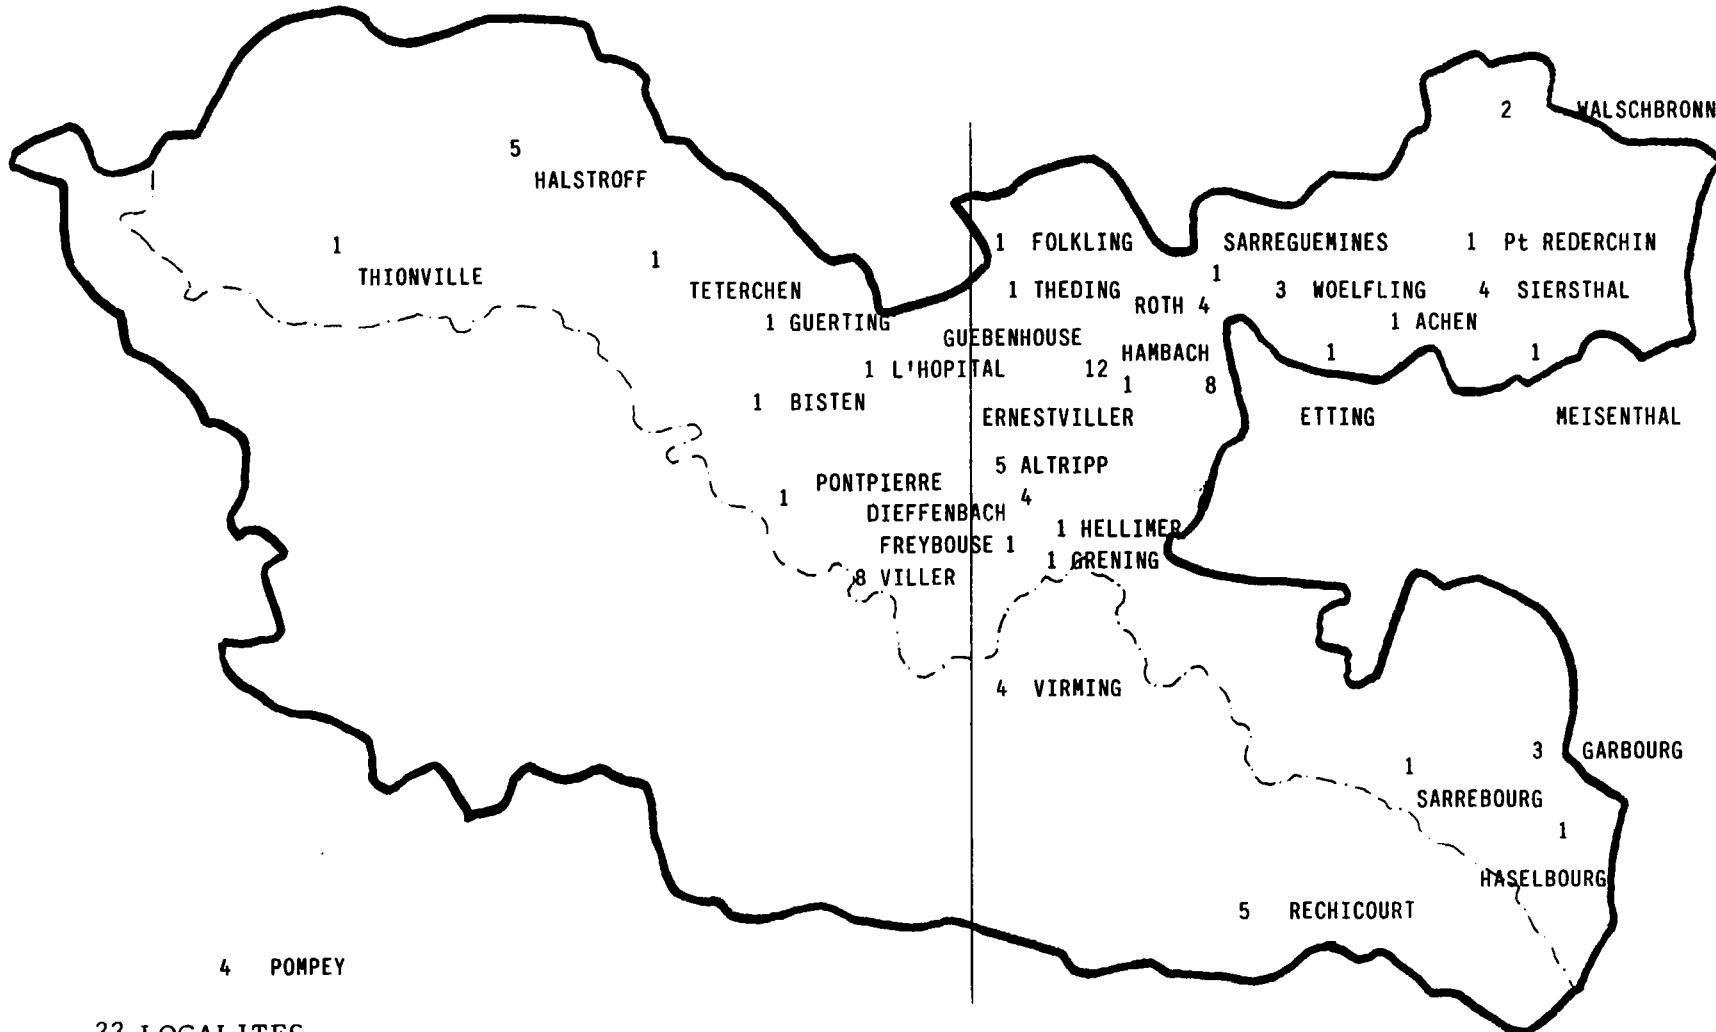 2 WALSCHBRONN
5
HALSTROFF
1 FOLKLING
SARREGUEMINES
1 Pt REDERCHIN
1
THIONVILLE
1
TETERCHEN
1
1 THEDING
3 WOELFLING
4 SIERSTHAL
ROTH 4
1 GUERTING
1 ACHEN
GUEBENHOUSE
12
HAMBACH
8
1
1
1 L'HOPITAL
1
1 BISTEN
ERNESTVILLER
ETTING
MEISENTHAL
5 ALTRIPP
1
PONTPIERRE
4
DIEFFENBACH
1 HELLIMER
FREYBOUSE 1
1 GRENING
8 VILLER
4 VIRMING
3 GARBOURG
1
SARREBOURG
1
HASELBOURG
5 RECHICOURT
4 POMPEY
22 LOCALITES